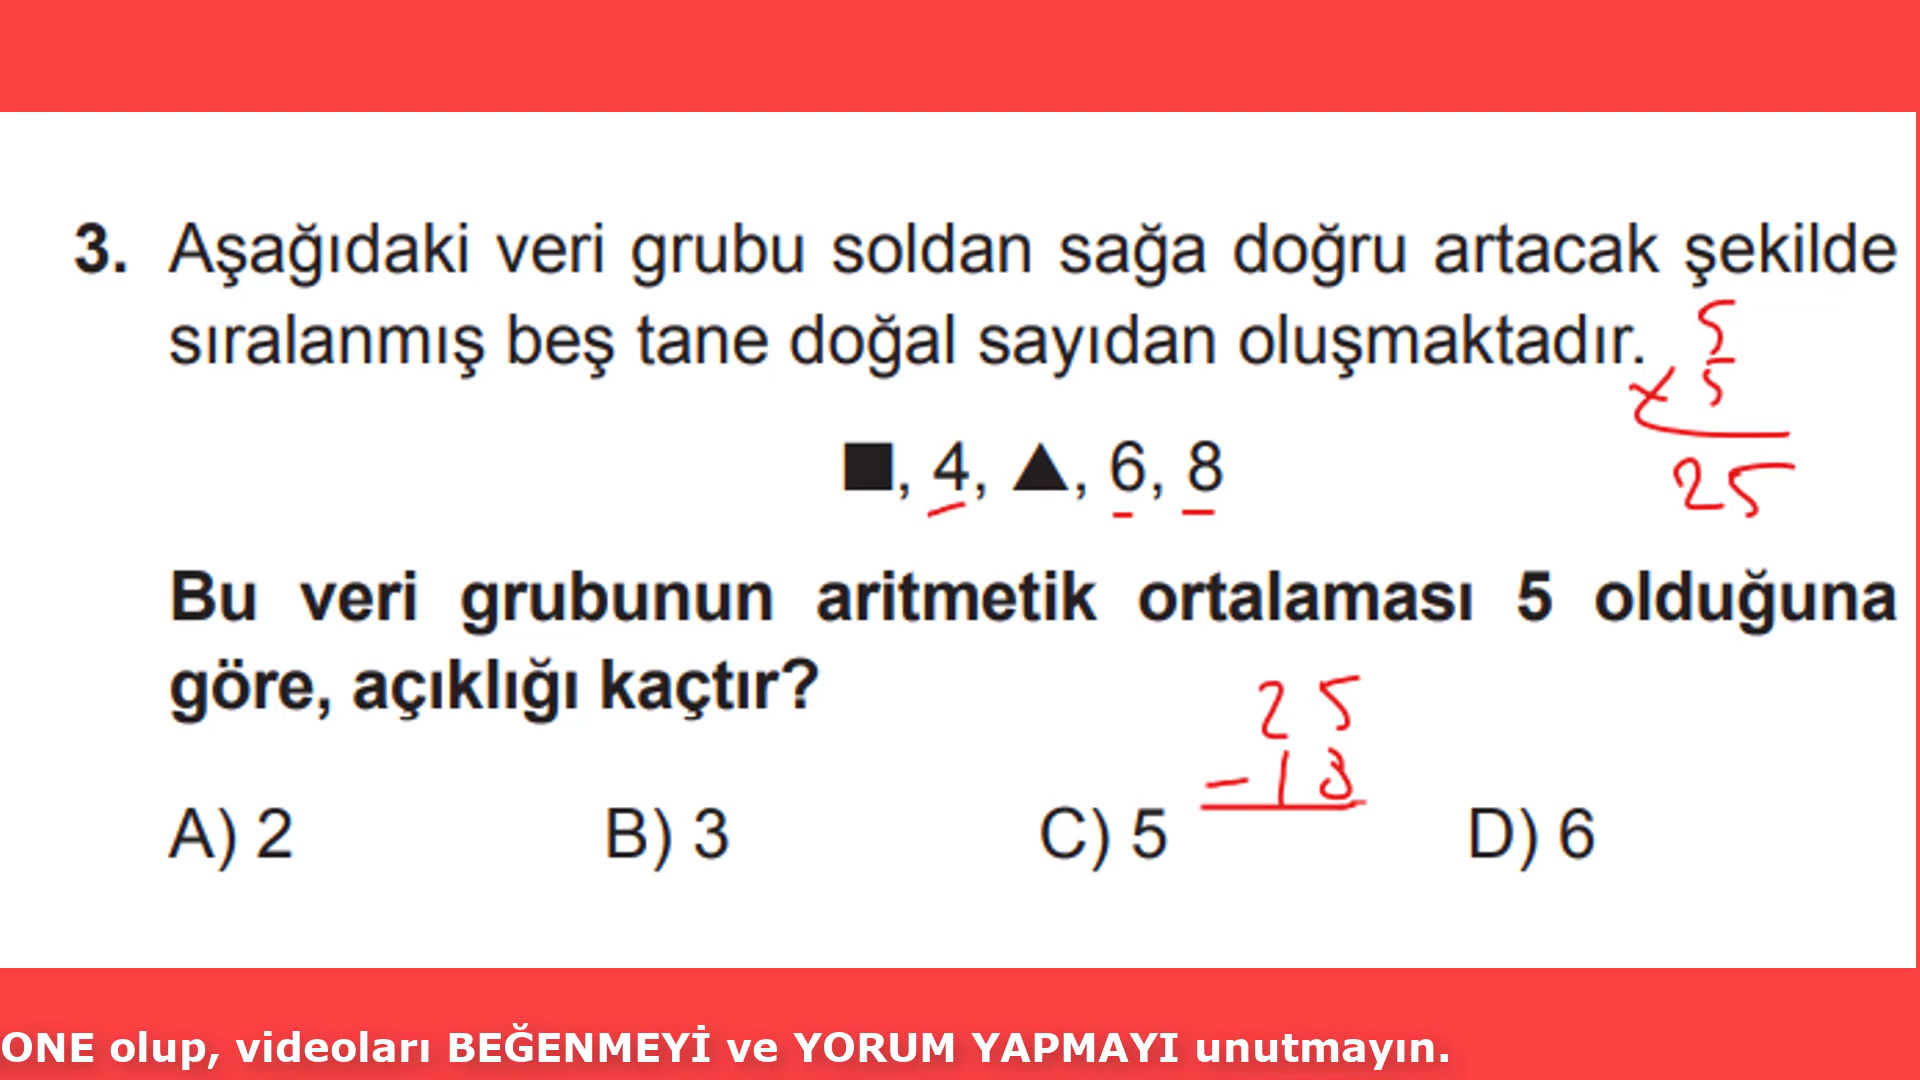 3. Aşağıdaki veri grubu soldan sağa doğru artacak şekilde
sıralanmış beş tane doğal sayıdan oluşmaktadır.
5
x 5
25
■, 4, ▲, 6, 8
Bu veri grubunun aritmetik ortalaması 5 olduğuna
göre, açıklığı kaçtır?
25
- 18
A) 2 B) 3 C) 5 D) 6
ONE olup, videoları BEĞENMEYİ ve YORUM YAPMAYI unutmayın.